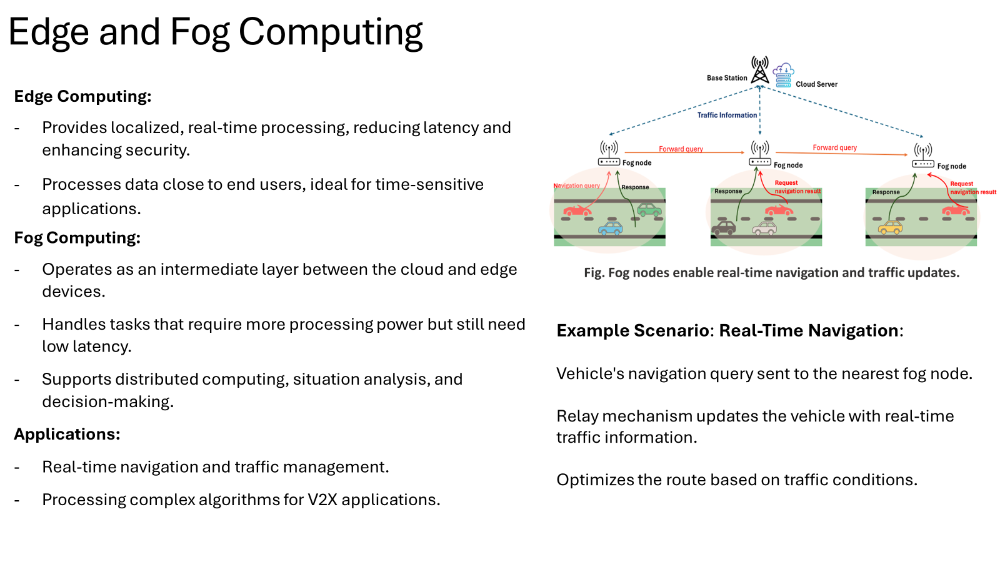 Edge and Fog Computing
Edge Computing:
- Provides localized, real-time processing, reducing latency and
enhancing security.
- Processes data close to end users, ideal for time-sensitive
applications.
Fog Computing:
- Operates as an intermediate layer between the cloud and edge
devices.
- Handles tasks that require more processing power but still need
low latency.
- Supports distributed computing, situation analysis, and
decision-making.
Applications:
- Real-time navigation and traffic management.
- Processing complex algorithms for V2X applications.
Base Station
Cloud Server
Traffic Information
Forward query
Forward query
Fog node
Fog node
Fog node
Navigation query
Response
Response
Request
navigation result
Response
Request
navigation result
Fig. Fog nodes enable real-time navigation and traffic updates.
Example Scenario: Real-Time Navigation:
Vehicle's navigation query sent to the nearest fog node.
Relay mechanism updates the vehicle with real-time
traffic information.
Optimizes the route based on traffic conditions.